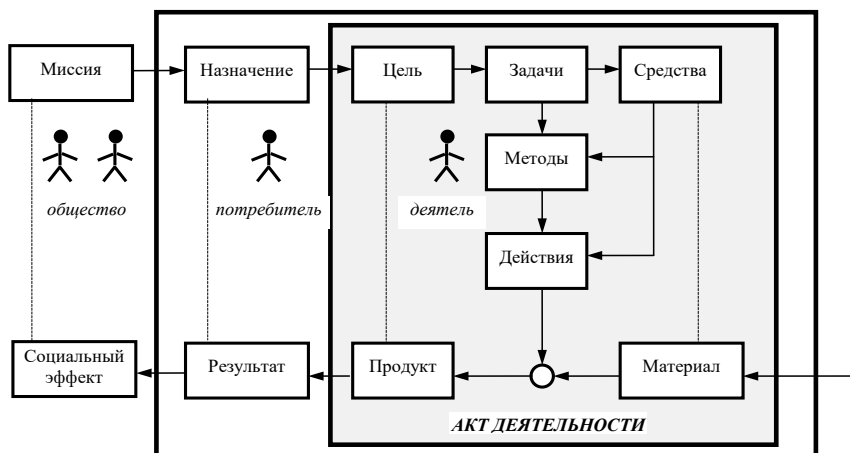 Миссия
Назначение
Цель
Задачи
Средства
Методы
общество
потребитель
деятель
Действия
Социальный
эффект
Результат
Продукт
Материал
АКТ ДЕЯТЕЛЬНОСТИ